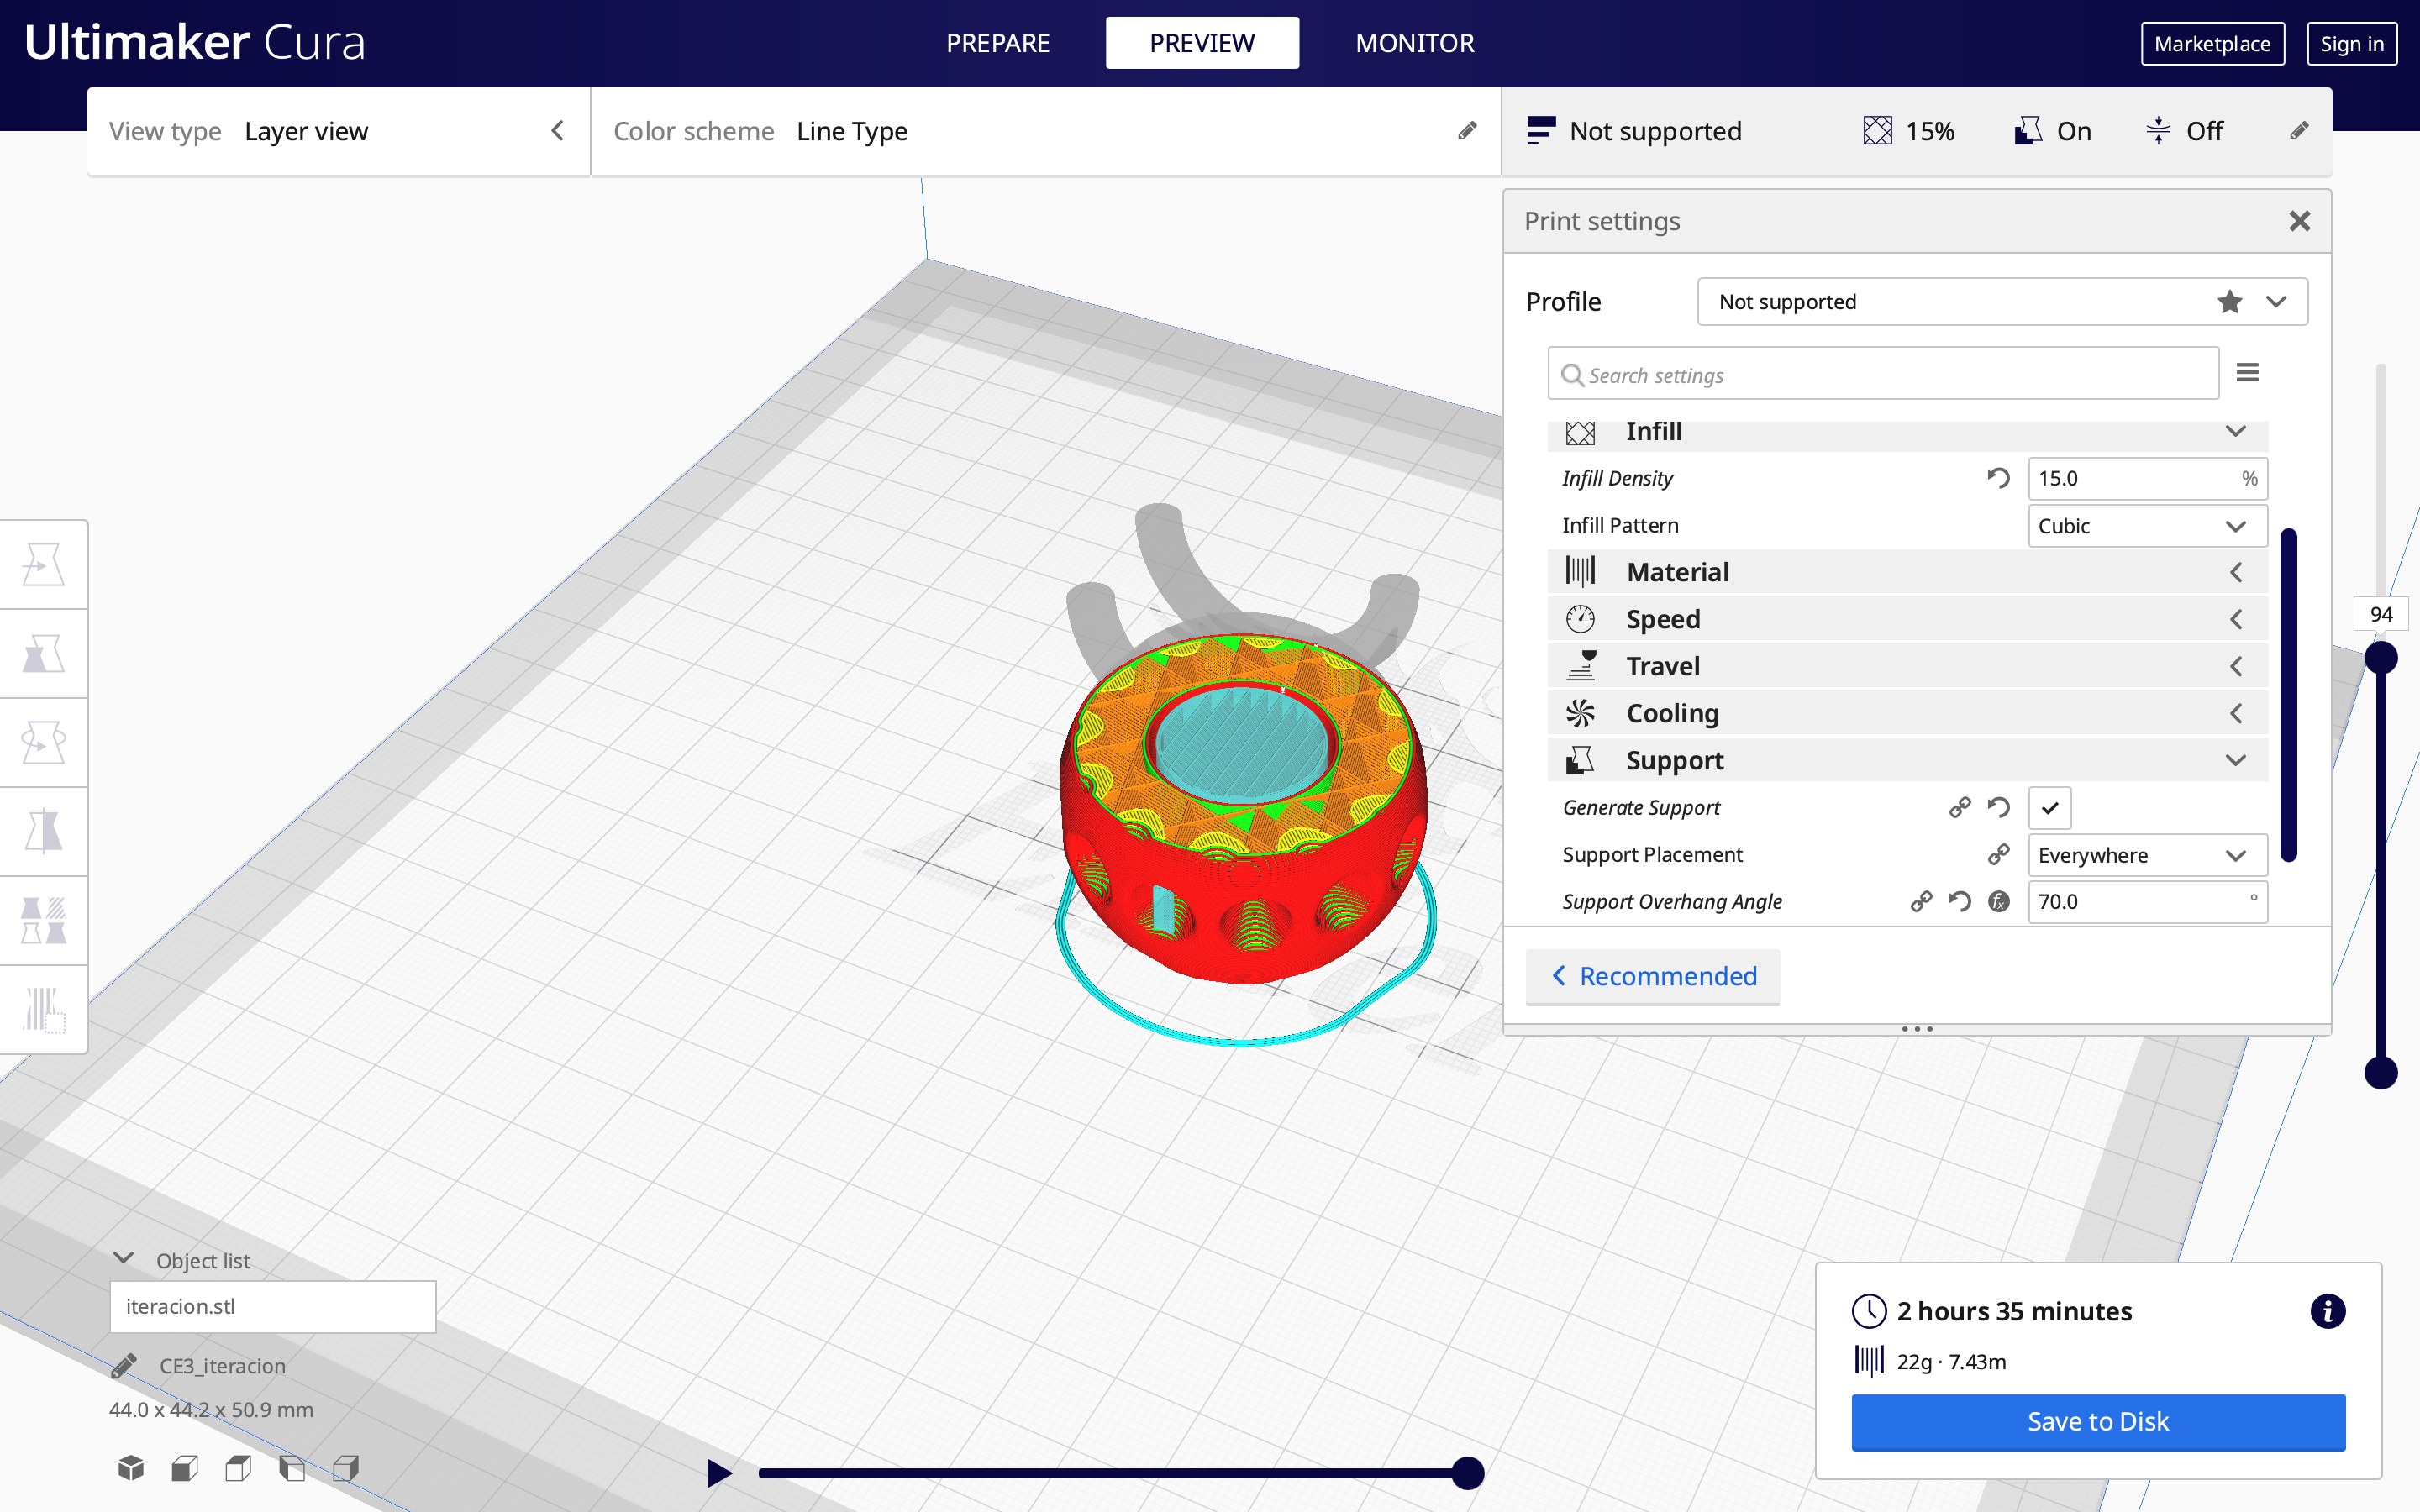 Ultimaker Cura
PREPARE
PREVIEW
MONITOR
Marketplace
Sign in
View type Layer view
Color scheme Line Type
Not supported
15%
On
Off
Print settings
Profile
Not supported
Search settings
Infill
Infill Density
15.0 %
Infill Pattern
Cubic
Material
Speed
Travel
Cooling
Support
Generate Support
Support Placement
Everywhere
Support Overhang Angle
70.0 °
Recommended
94
Object list
iteracion.stl
CE3_iteracion
44.0 x 44.2 x 50.9 mm
2 hours 35 minutes
22g · 7.43m
Save to Disk